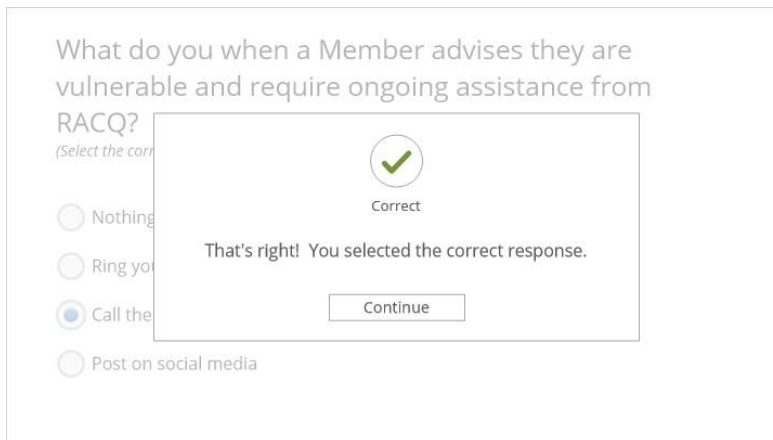 What do you when a Member advises they are
vulnerable and require ongoing assistance from
RACQ?
(Select the corr
Correct
Nothing
That's right! You selected the correct response.
Ring you
Continue
Call the
Post on social media